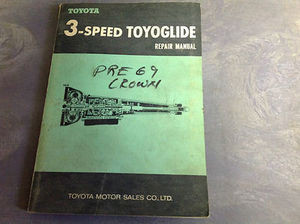 TOYOTA
3-SPEED TOYOGLIDE
REPAIR MANUAL
PRE 69
CROWN
TOYOTA MOTOR SALES CO., LTD.